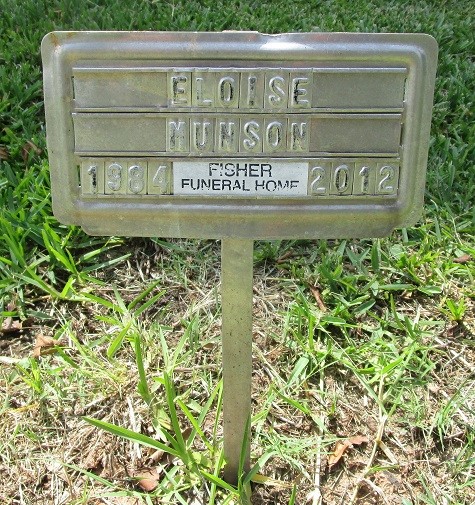 ELOISE
MUNSON
1984 FISHER FUNERAL HOME 2012